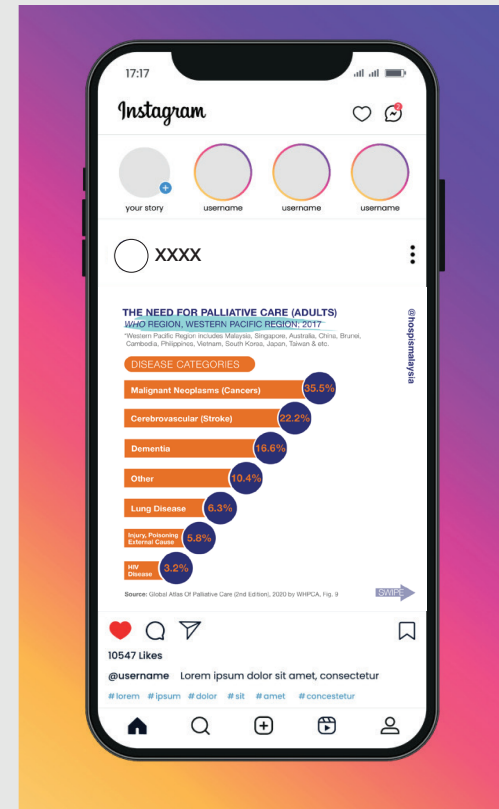 17:17
Instagram
2
your story
username
username
username
XXXX
THE NEED FOR PALLIATIVE CARE (ADULTS)
WHO REGION, WESTERN PACIFIC REGION; 2017
*Western Pacific Region includes Malaysia, Singapore, Australia, China, Brunei,
Cambodia, Philippines, Vietnam, South Korea, Japan, Taiwan & etc.
@hospismalaysia
DISEASE CATEGORIES
Malignant Neoplasms (Cancers) 35.5%
Cerebrovascular (Stroke) 22.2%
Dementia 16.6%
Other 10.4%
Lung Disease 6.3%
Injury, Poisoning
External Cause 5.8%
HIV
Disease 3.2%
Source: Global Atlas Of Palliative Care (2nd Edition), 2020 by WHPCA, Fig. 9
SWIPE
10547 Likes
@username Lorem ipsum dolor sit amet, consectetur
#lorem #ipsum #dolor #sit #amet #concestetur